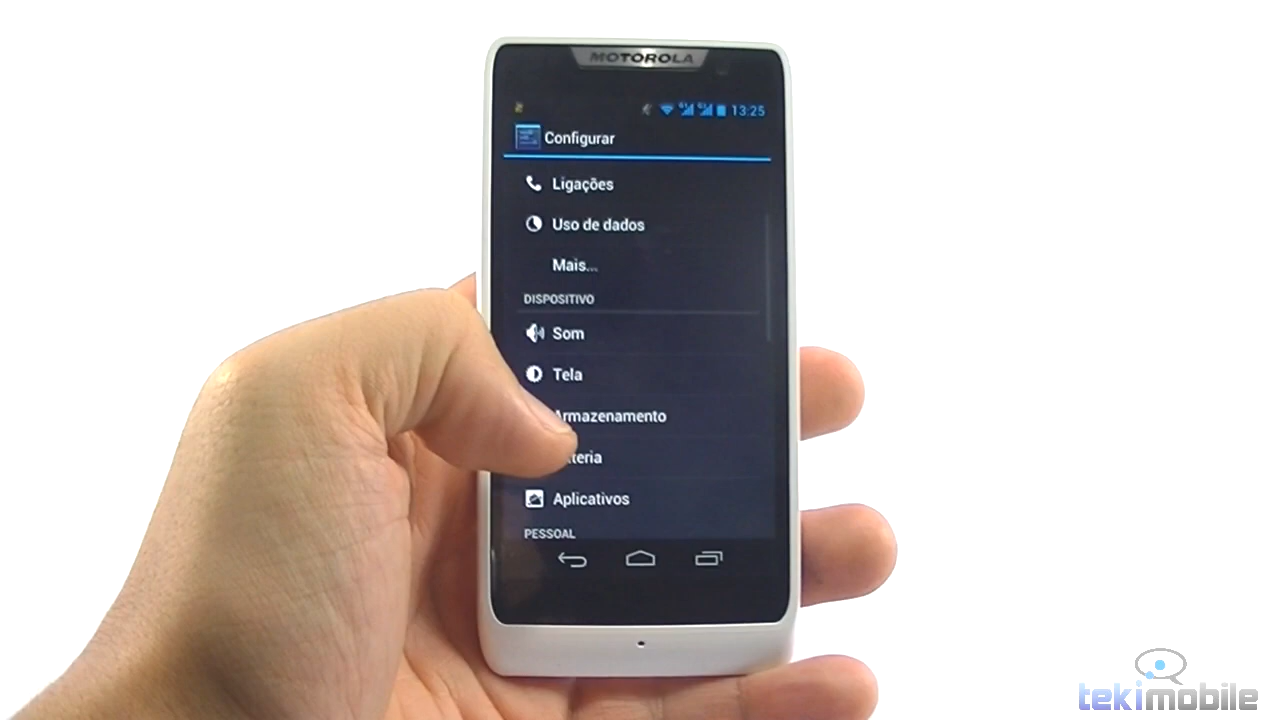 MOTOROLA
13:25
Configurar
Ligações
Uso de dados
Mais...
DISPOSITIVO
Som
Tela
Armazenamento
Aplicativos
PESSOAL
tekimobile